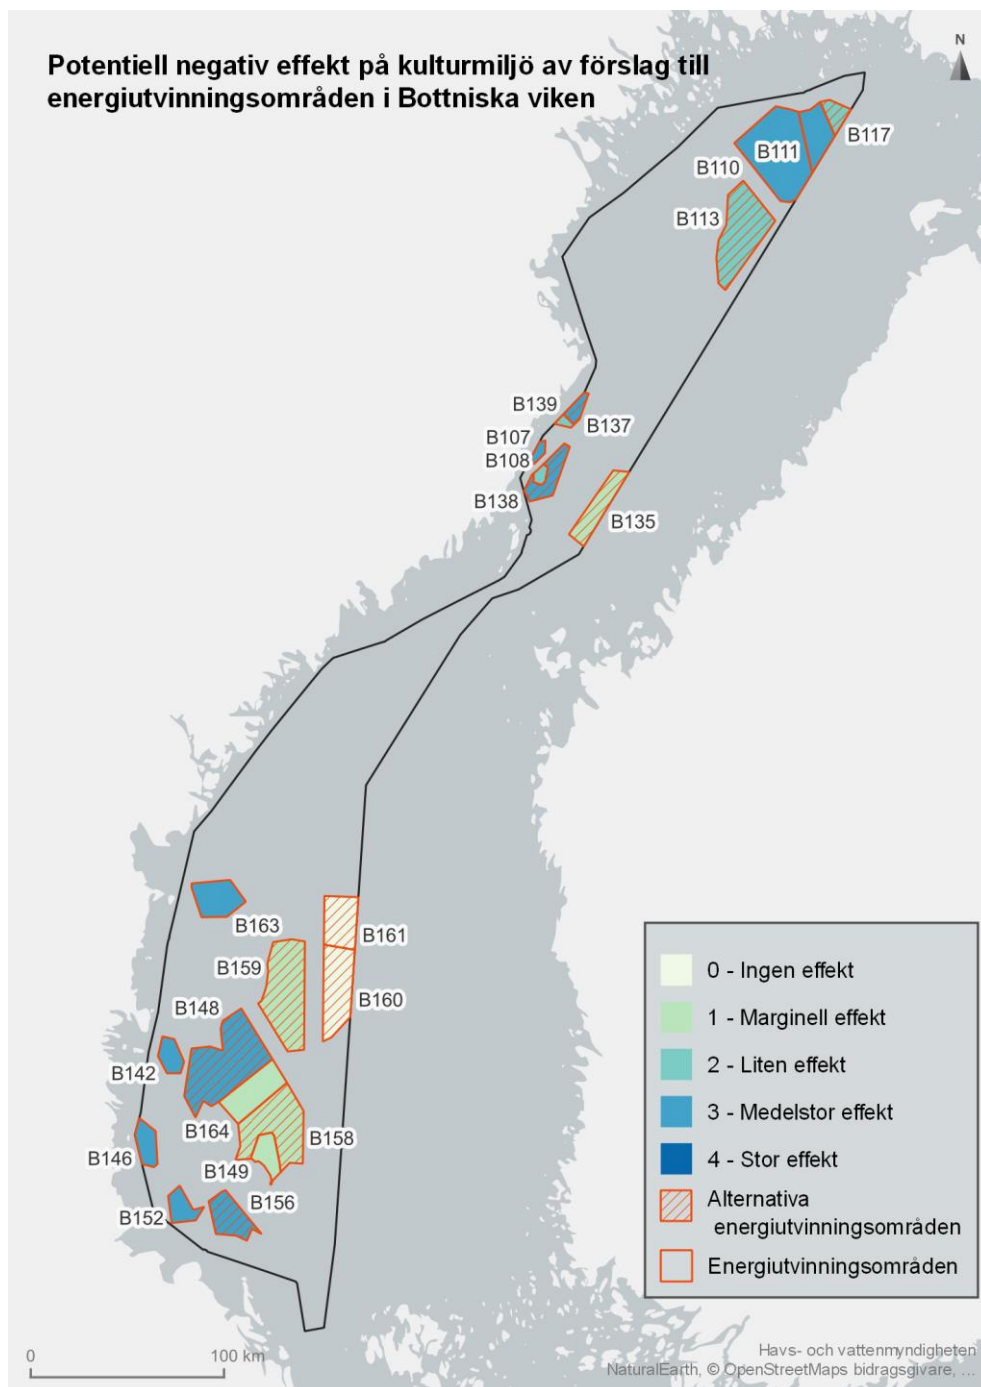 Potentiell negativ effekt på kulturmiljö av förslag till
energiutvinningsområden i Bottniska viken
N
B117
B111
B110
B113
B139
B137
B107
B108
B138
B135
B163
B161
B159
B160
B148
B142
B164
B158
B146
B149
B156
B152
0 - Ingen effekt
1 - Marginell effekt
2 - Liten effekt
3 - Medelstor effekt
4 - Stor effekt
Alternativa
energiutvinningsområden
Energiutvinningsområden
0 100 km
Havs- och vattenmyndigheten
NaturalEarth, © OpenStreetMaps bidragsgivare, ...